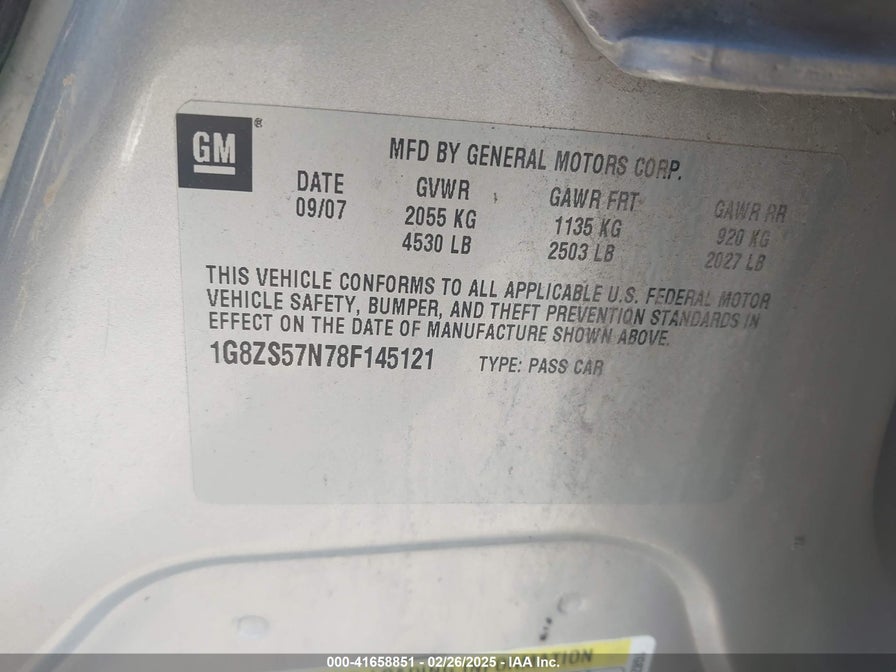 GM®
MFD BY GENERAL MOTORS CORP.
DATE GVWR GAWR FRT GAWR RR
09/07 2055 KG 1135 KG 920 KG
4530 LB 2503 LB 2027 LB
THIS VEHICLE CONFORMS TO ALL APPLICABLE U.S. FEDERAL MOTOR
VEHICLE SAFETY, BUMPER, AND THEFT PREVENTION STANDARDS IN
EFFECT ON THE DATE OF MANUFACTURE SHOWN ABOVE.
1G8ZS57N78F145121 TYPE: PASS CAR
INFORMATION
000-41658851 - 02/26/2025 - IAA Inc.